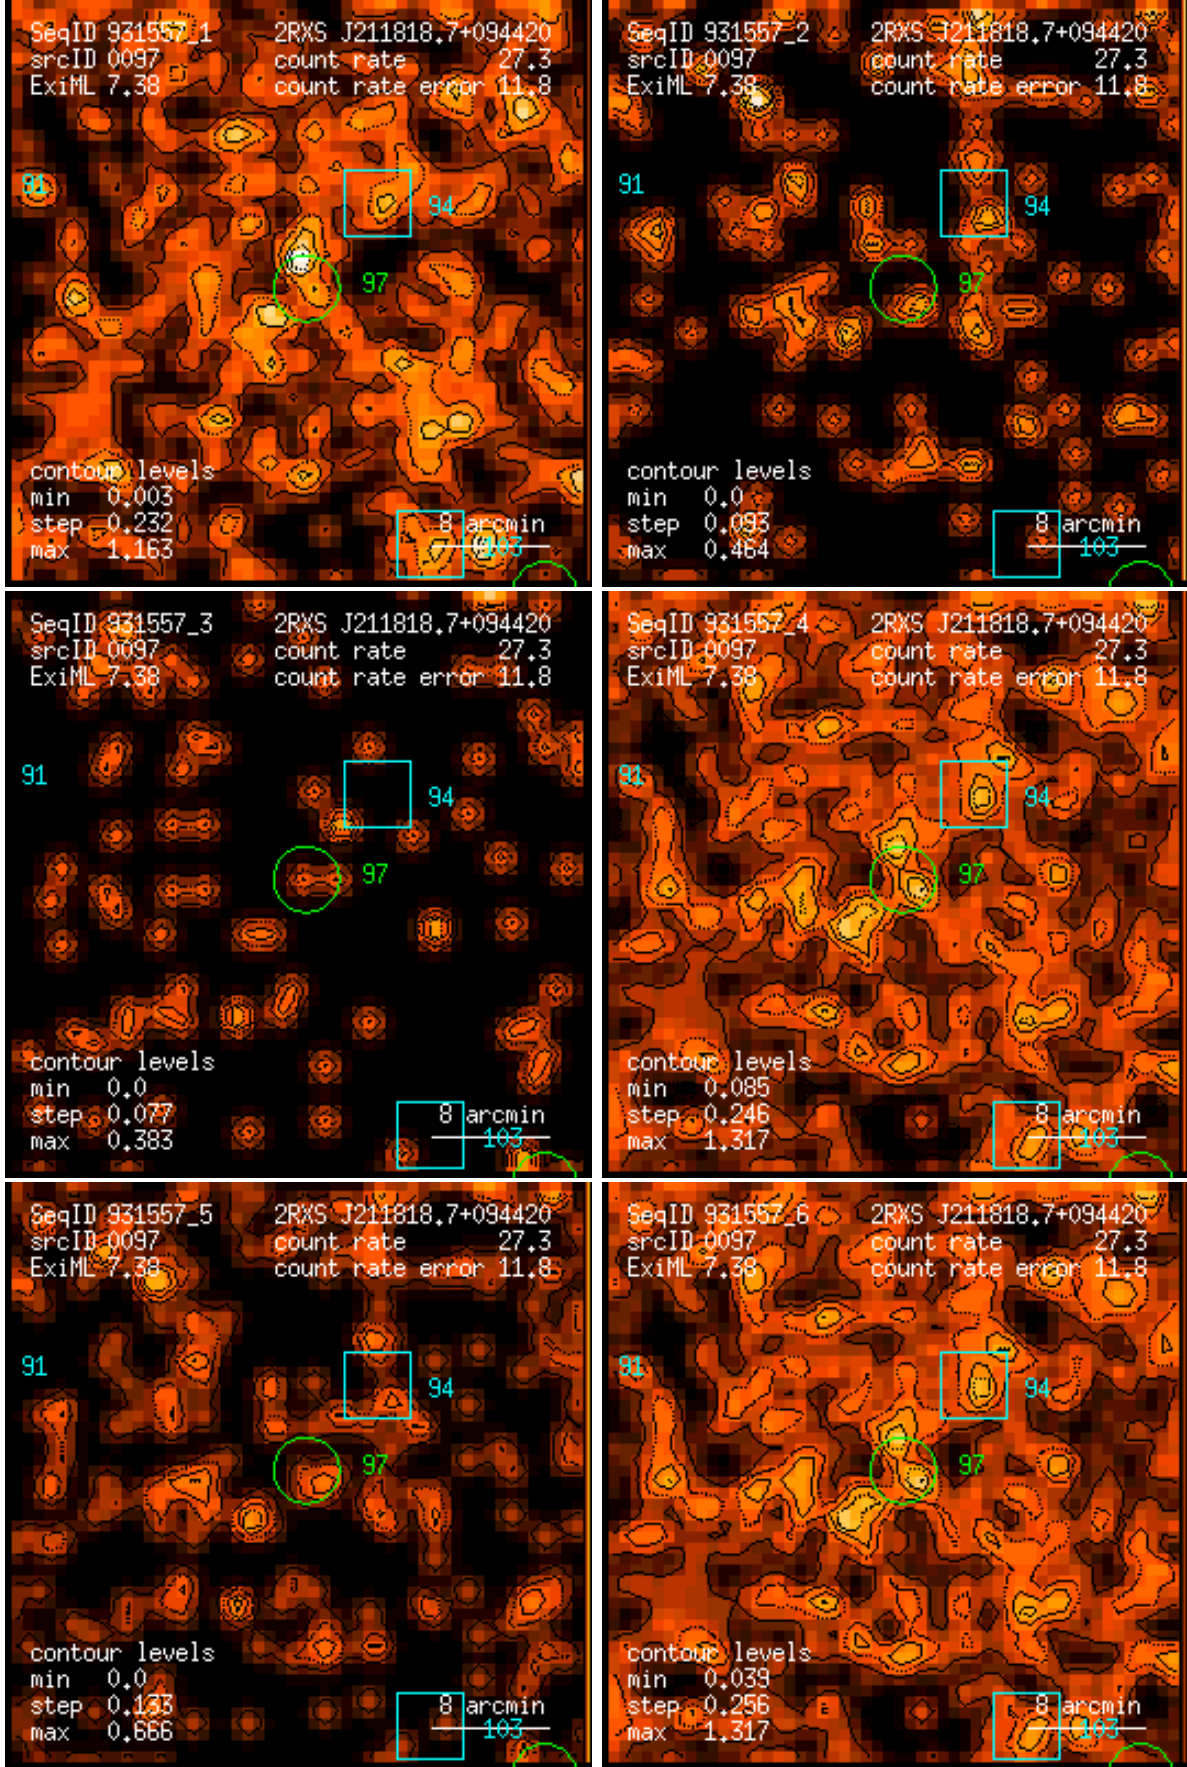 SeqID 931557_1 2RXS J211818.7+094420
srcID 0097 count rate 27.3
ExiML 7.38 count rate error 11.8
91
94
97
contour levels
min 0.003
step 0.232 8 arcmin
max 1.163 103
SeqID 931557_2 2RXS J211818.7+094420
srcID 0097 count rate 27.3
ExiML 7.38 count rate error 11.8
91
94
97
contour levels
min 0.0
step 0.093 8 arcmin
max 0.464 103
SeqID 931557_3 2RXS J211818.7+094420
srcID 0097 count rate 27.3
ExiML 7.38 count rate error 11.8
91
94
97
contour levels
min 0.0
step 0.077 8 arcmin
max 0.383 103
SeqID 931557_4 2RXS J211818.7+094420
srcID 0097 count rate 27.3
ExiML 7.38 count rate error 11.8
91
94
97
contour levels
min 0.085
step 0.246 8 arcmin
max 1.317 103
SeqID 931557_5 2RXS J211818.7+094420
srcID 0097 count rate 27.3
ExiML 7.38 count rate error 11.8
91
94
97
contour levels
min 0.0
step 0.133 8 arcmin
max 0.666 103
SeqID 931557_6 2RXS J211818.7+094420
srcID 0097 count rate 27.3
ExiML 7.38 count rate error 11.8
91
94
97
contour levels
min 0.039
step 0.256 8 arcmin
max 1.317 103